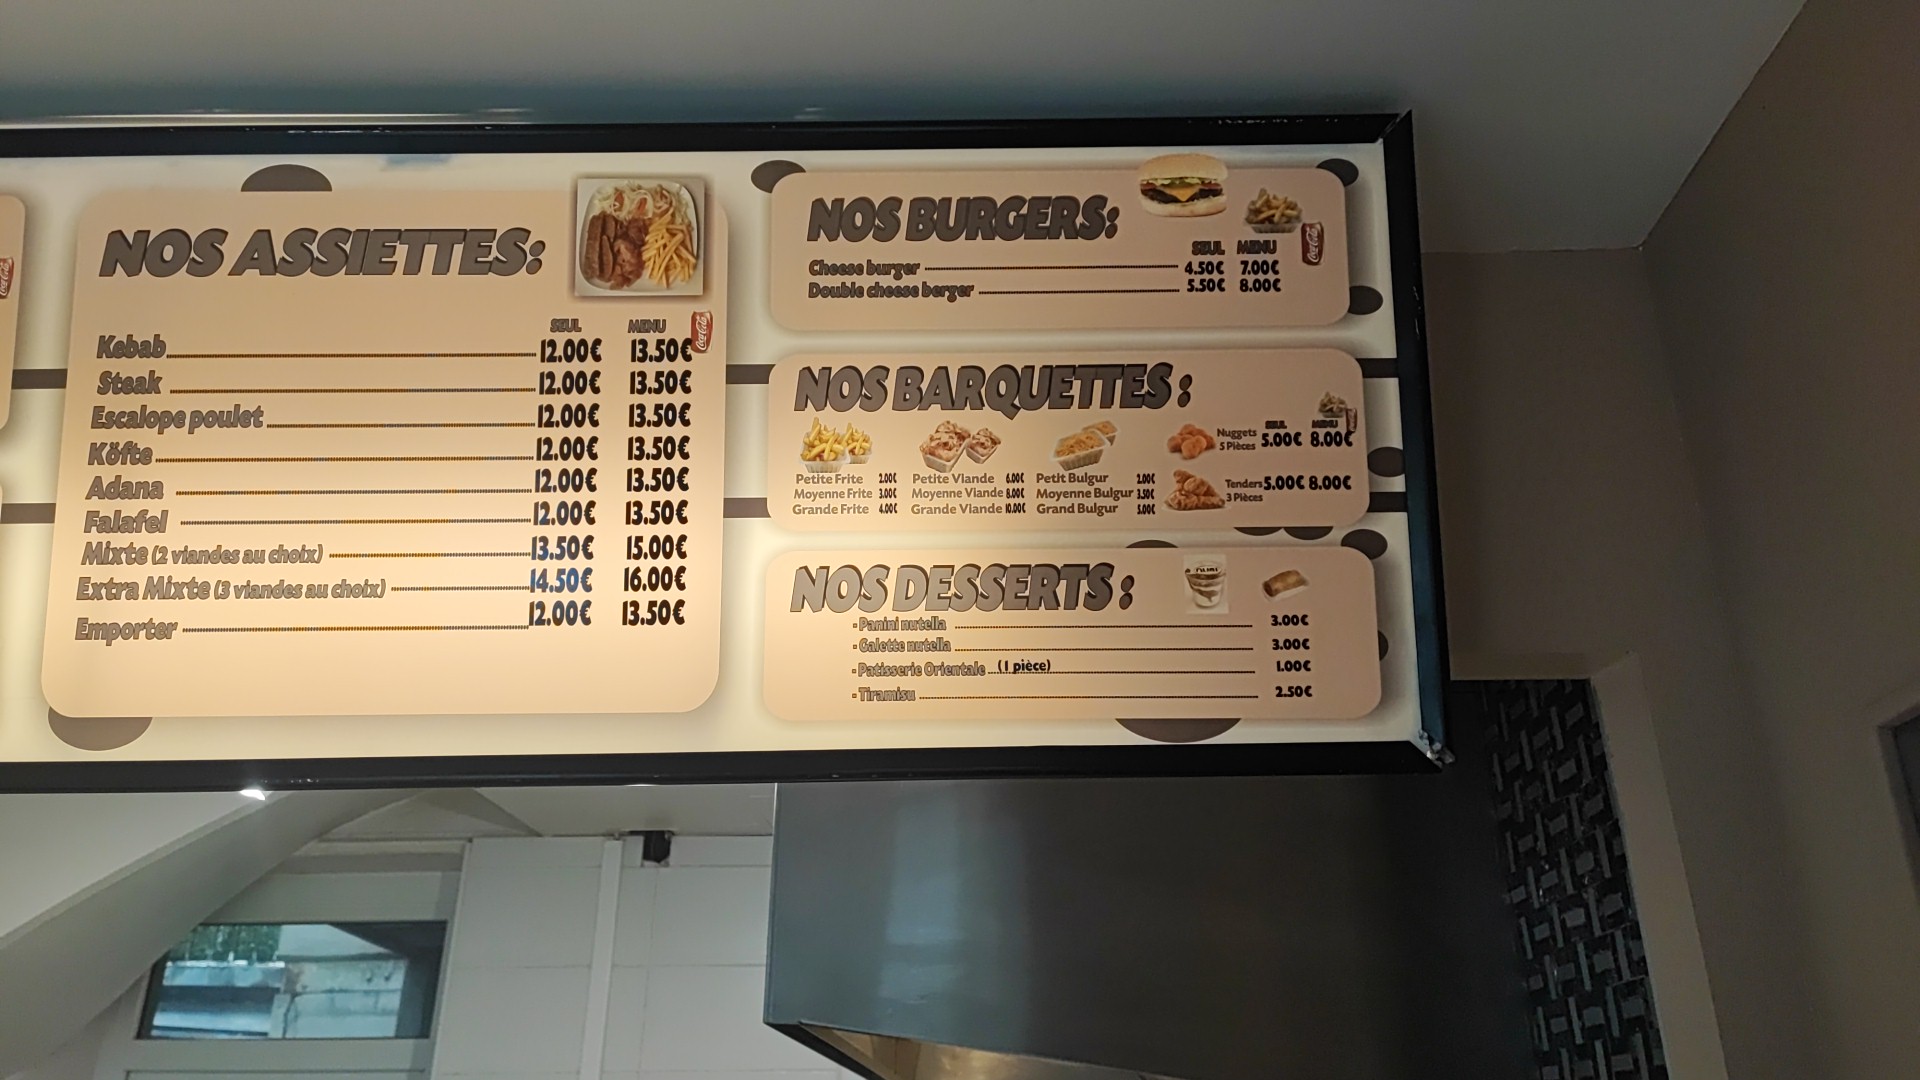 NOS ASSIETTES:
SEUL MENU
Kebab 12.00€ 13.50€
Steak 12.00€ 13.50€
Escalope poulet 12.00€ 13.50€
Köfte 12.00€ 13.50€
Adana 12.00€ 13.50€
Falafel 12.00€ 13.50€
Mixte (2 viandes au choix) 13.50€ 15.00€
Extra Mixte (3 viandes au choix) 14.50€ 16.00€
Emporter 12.00€ 13.50€
NOS BURGERS:
SEUL MENU
Cheese burger 4.50€ 7.00€
Double cheese berger 5.50€ 8.00€
NOS BARQUETTES :
Petite Frite 2.00€
Moyenne Frite 3.00€
Grande Frite 4.00€
Petite Viande 6.00€
Moyenne Viande 8.00€
Grande Viande 10.00€
Petit Bulgur 2.00€
Moyenne Bulgur 3.50€
Grand Bulgur 5.00€
SEUL MENU
Nuggets 5 Pièces 5.00€ 8.00€
Tenders 3 Pièces 5.00€ 8.00€
NOS DESSERTS :
- Panini nutella 3.00€
- Galette nutella 3.00€
- Patisserie Orientale (1 pièce) 1.00€
- Tiramisu 2.50€
Coca-Cola